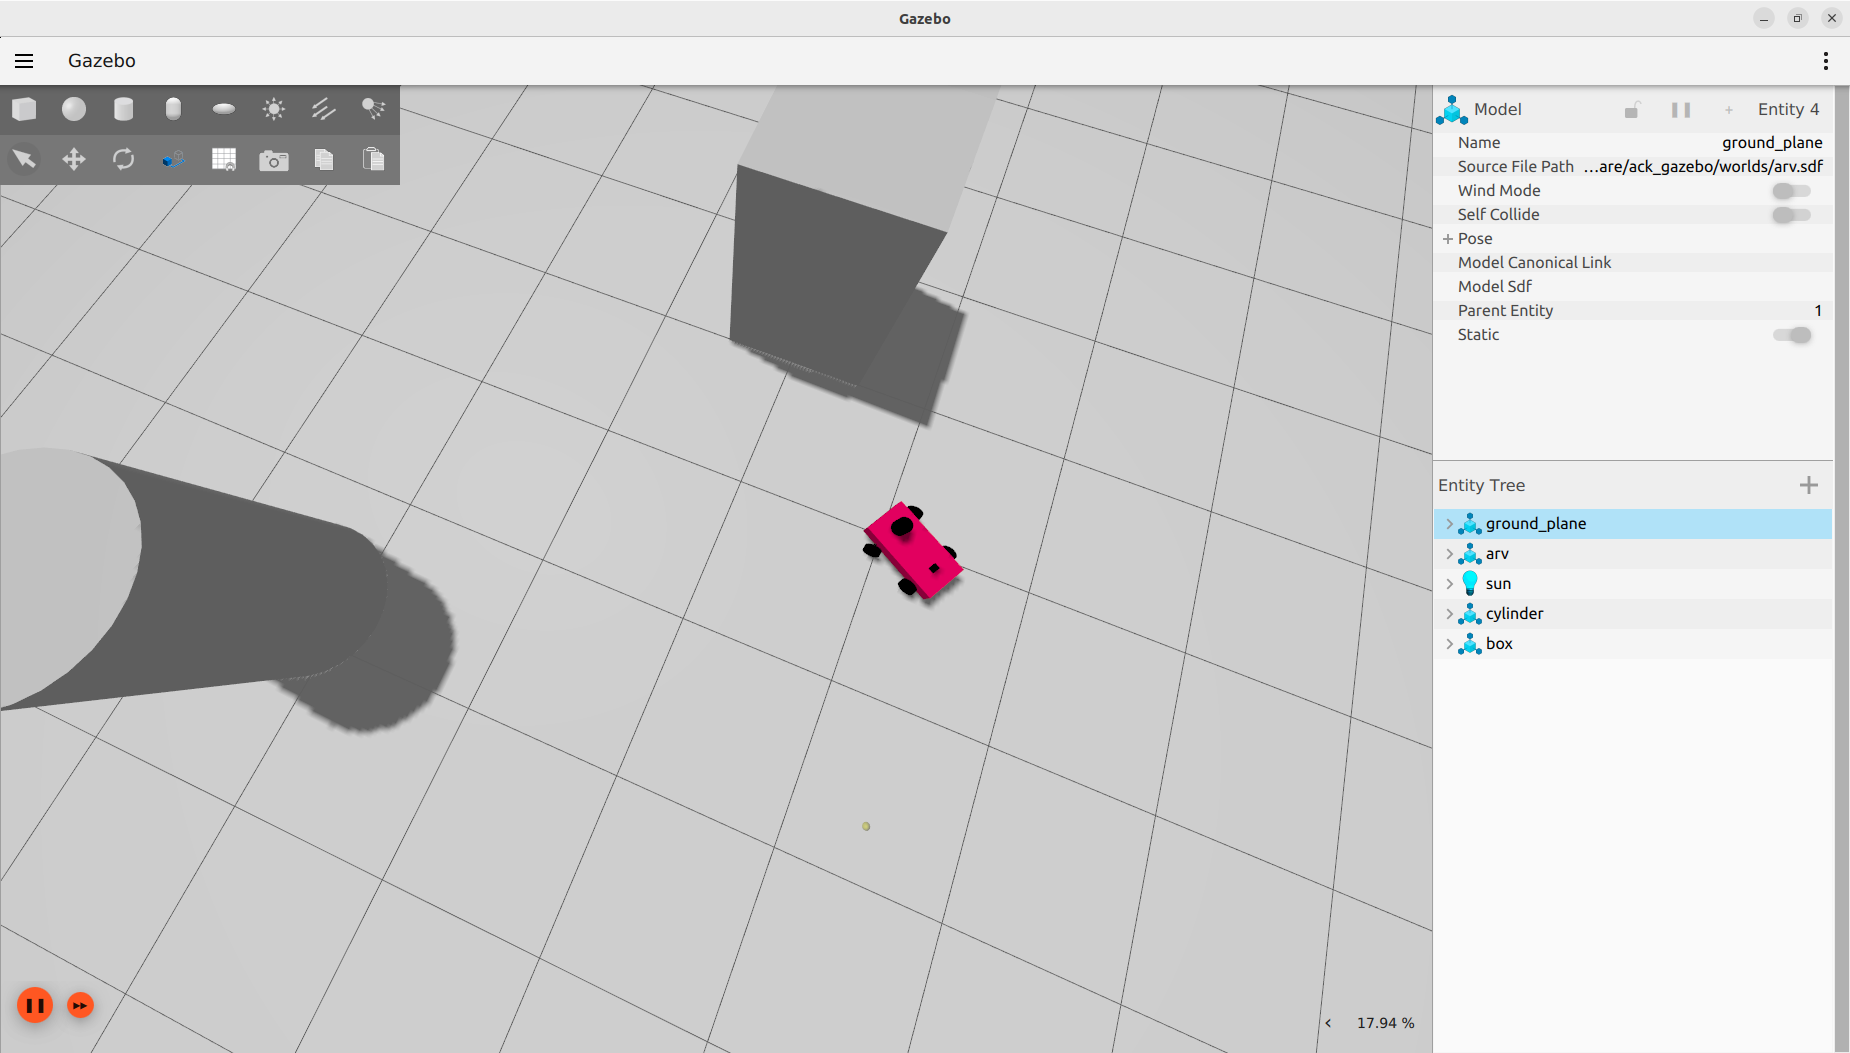 Gazebo
Gazebo
Model Entity 4
Name ground_plane
Source File Path ...are/ack_gazebo/worlds/arv.sdf
Wind Mode
Self Collide
Pose
Model Canonical Link
Model Sdf
Parent Entity 1
Static
Entity Tree
ground_plane
arv
sun
cylinder
box
17.94 %